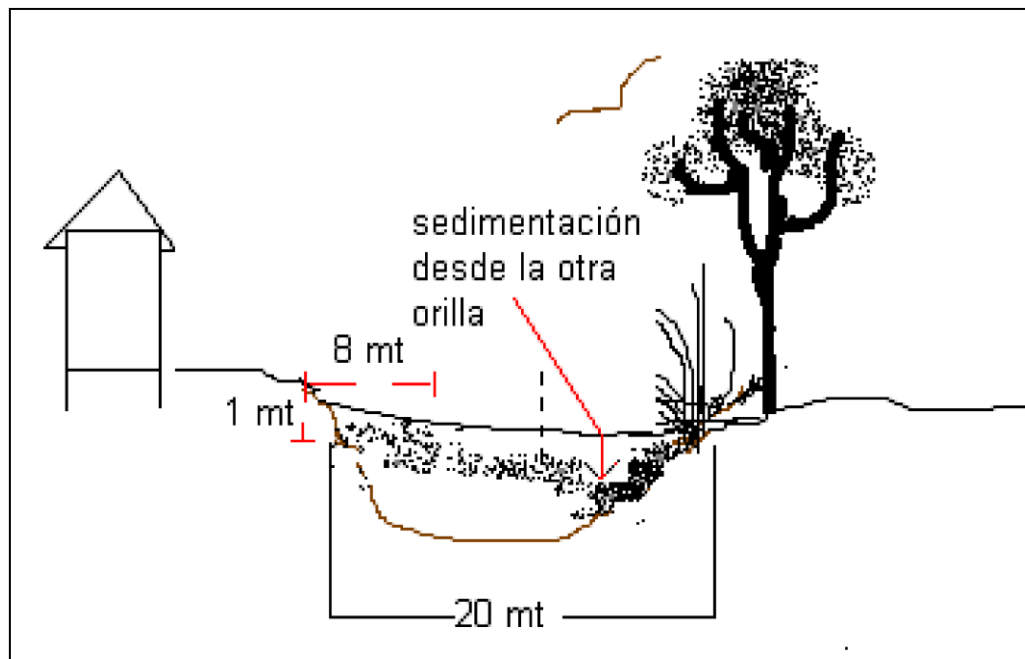 sedimentación
desde la otra
orilla
8 mt
1 mt
20 mt